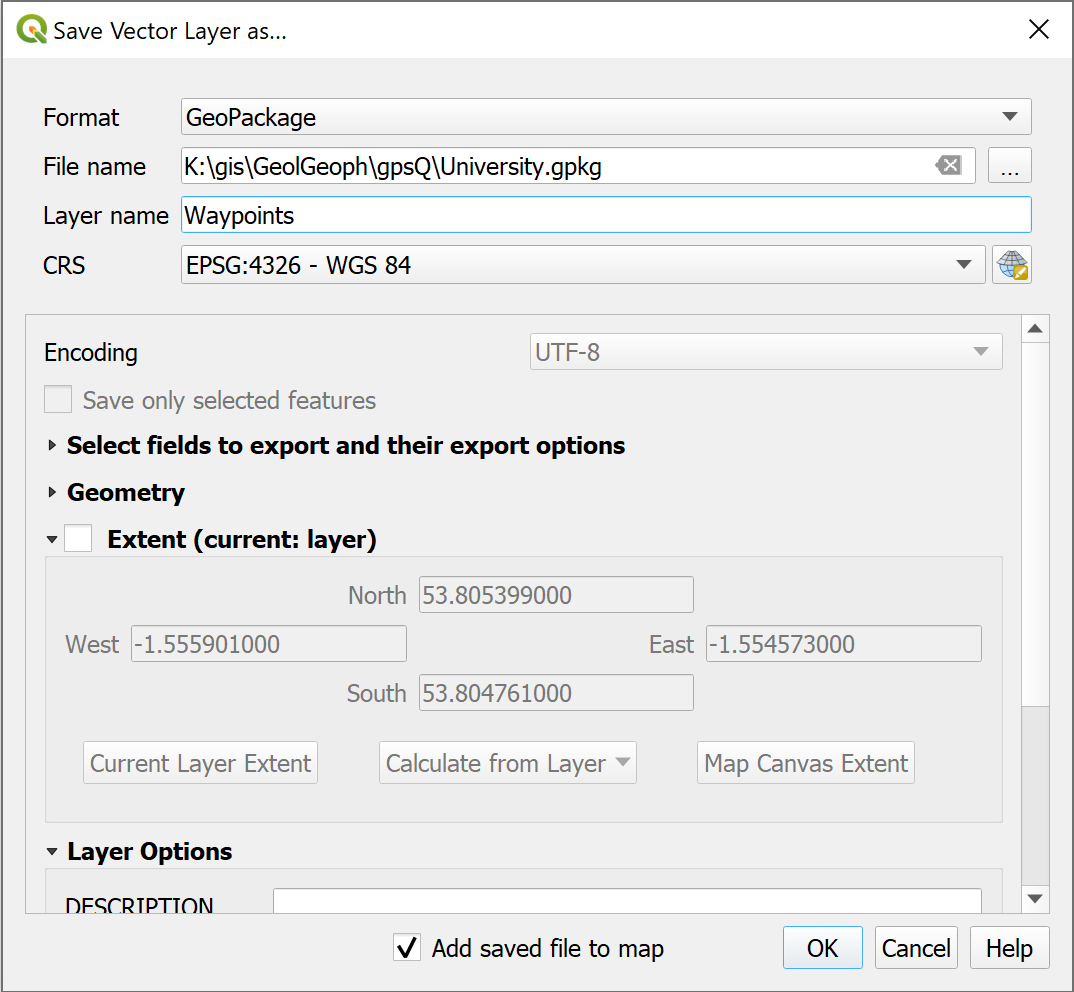 Save Vector Layer as...
Format GeoPackage
File name K:\gis\GeolGeoph\gpsQ\University.gpkg ...
Layer name Waypoints
CRS EPSG:4326 - WGS 84
Encoding UTF-8
Save only selected features
Select fields to export and their export options
Geometry
Extent (current: layer)
North 53.805399000
West -1.555901000 East -1.554573000
South 53.804761000
Current Layer Extent Calculate from Layer Map Canvas Extent
Layer Options
DESCRIPTION
Add saved file to map OK Cancel Help